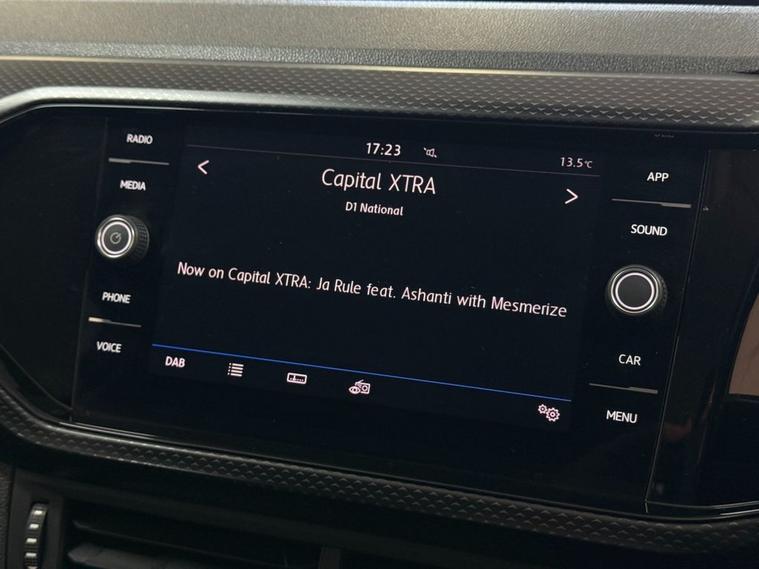 RADIO
MEDIA
PHONE
VOICE
17:23
13.5°C
Capital XTRA
D1 National
Now on Capital XTRA: Ja Rule feat. Ashanti with Mesmerize
DAB
APP
SOUND
CAR
MENU